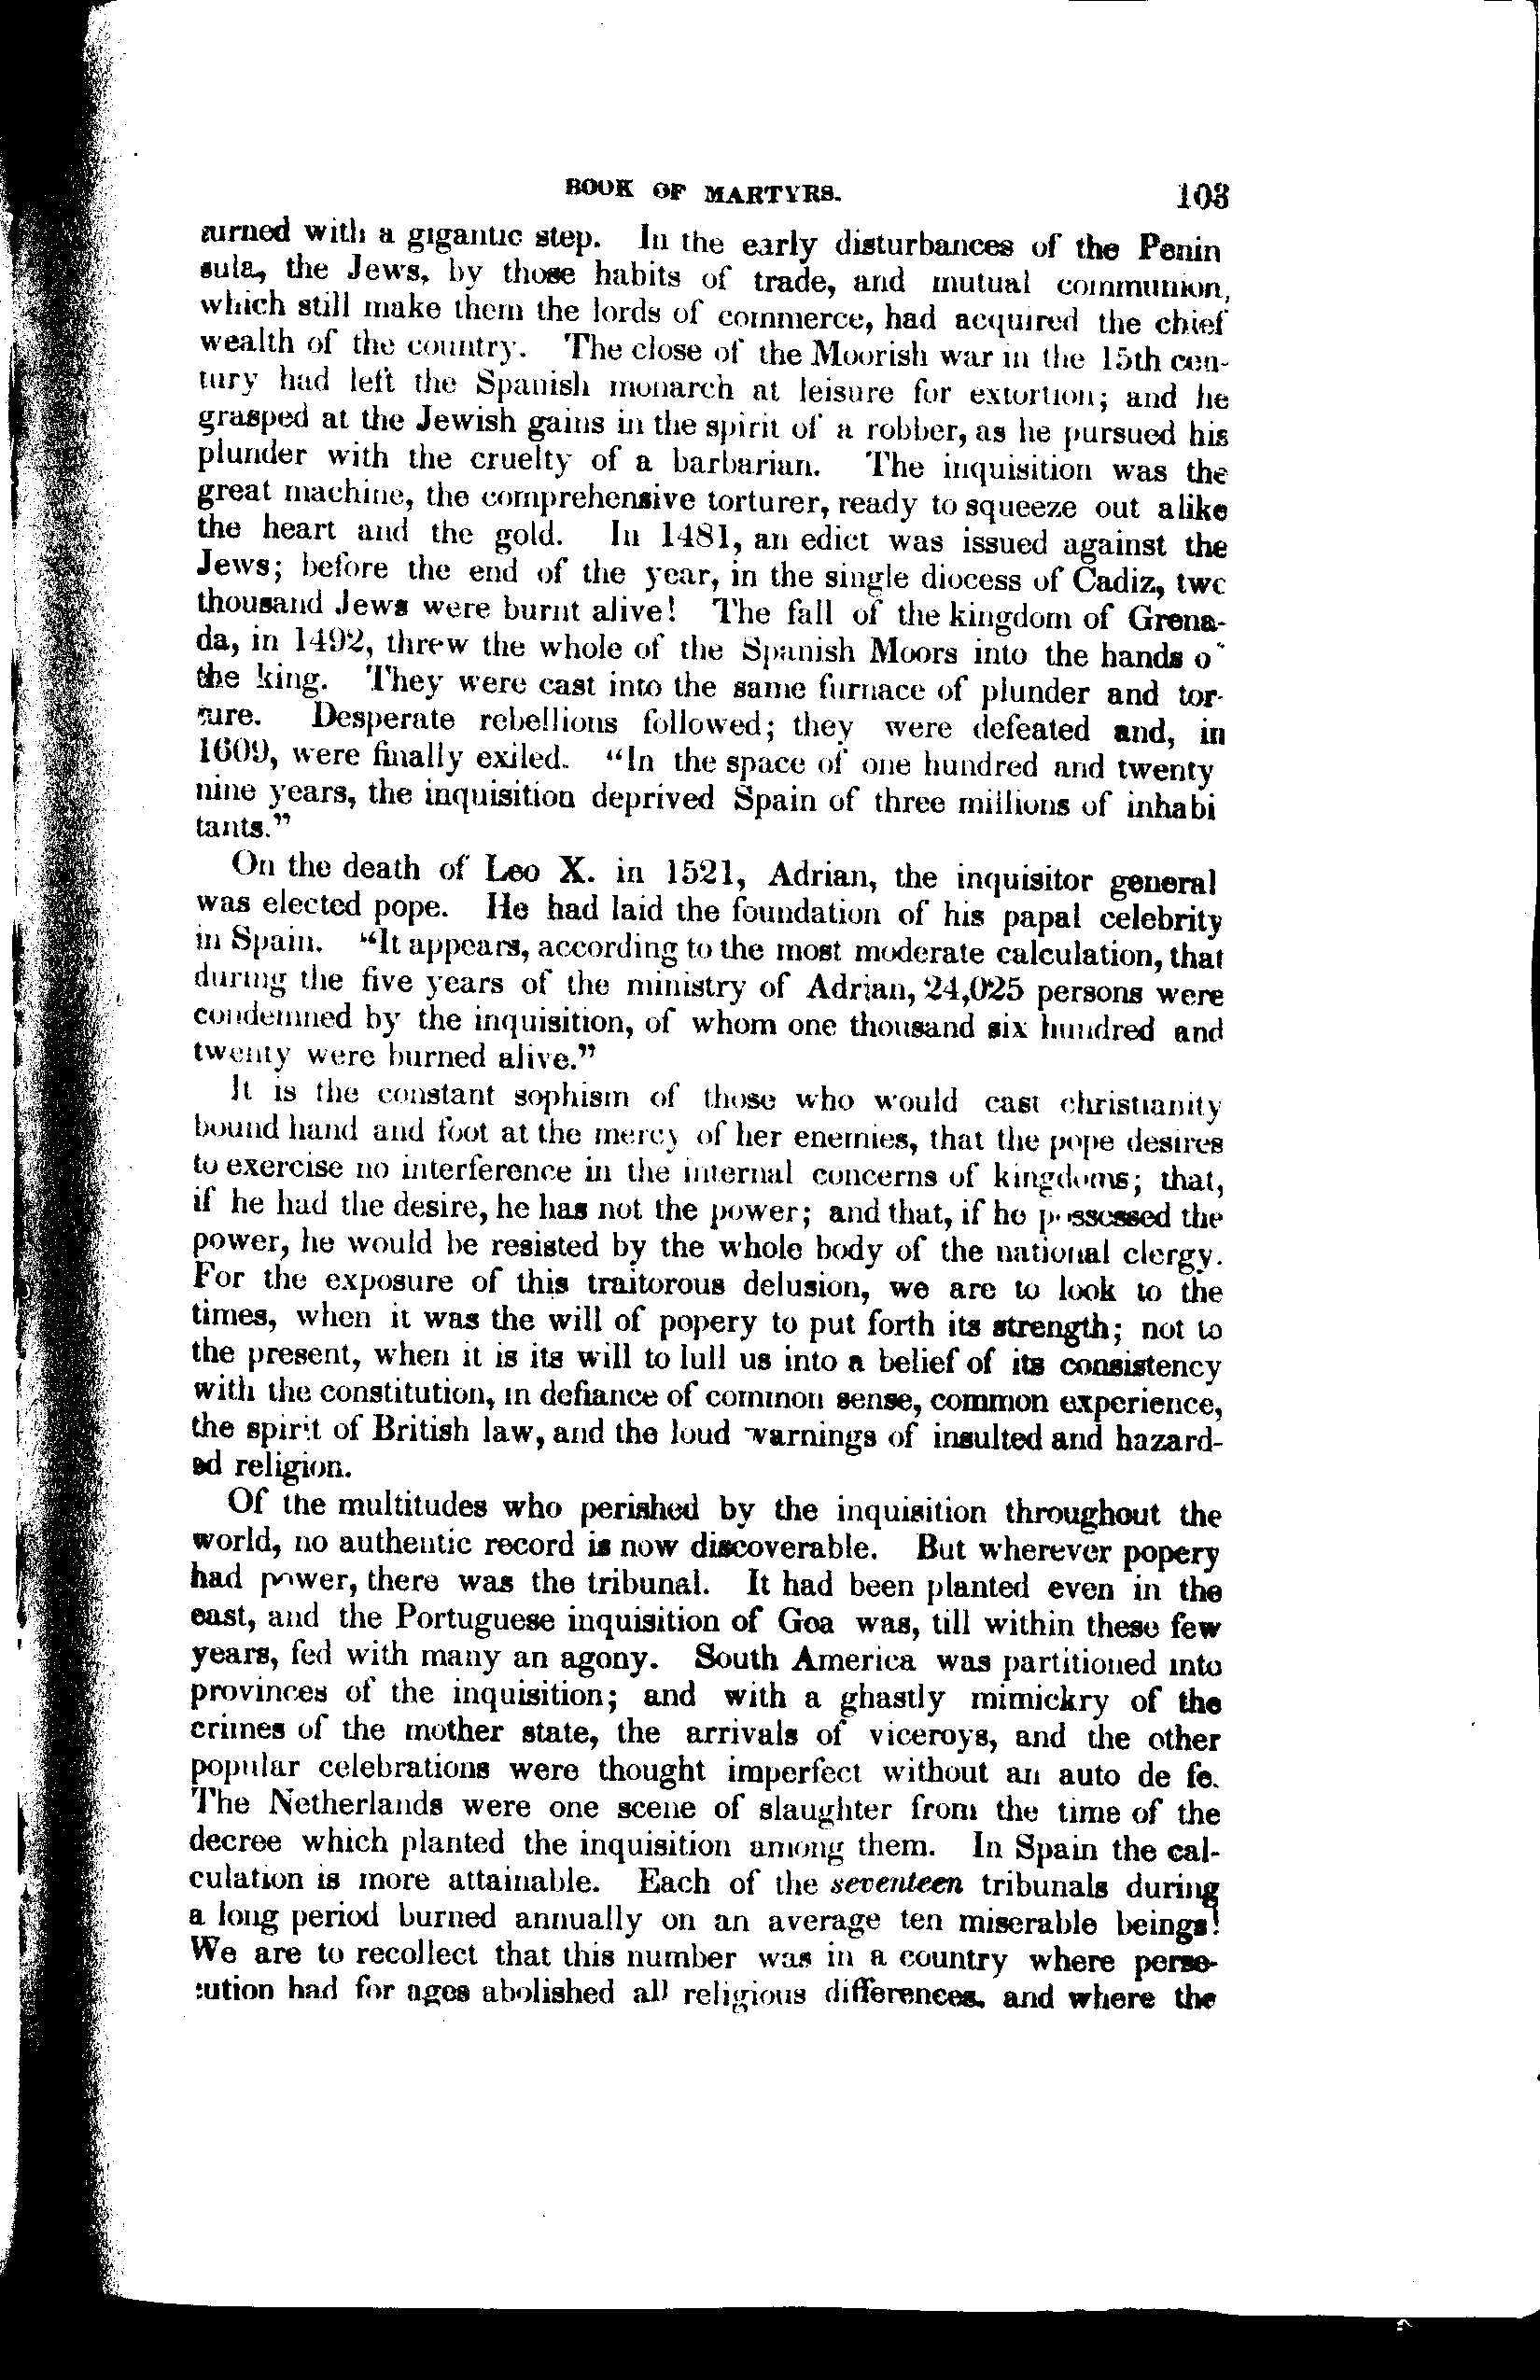 BOOK OF MARTYRS. 103
urned with a gigantic step. In the early disturbances of the Penin
sula, the Jews, by those habits of trade, and mutual communion,
which still make them the lords of commerce, had acquired the chief
wealth of the country. The close of the Moorish war in the 15th cen-
tury had left the Spanish monarch at leisure for extortion; and he
grasped at the Jewish gains in the spirit of a robber, as he pursued his
plunder with the cruelty of a barbarian. The inquisition was the
great machine, the comprehensive torturer, ready to squeeze out alike
the heart and the gold. In 1481, an edict was issued against the
Jews; before the end of the year, in the single diocess of Cadiz, two
thousand Jews were burnt alive! The fall of the kingdom of Grena-
da, in 1492, threw the whole of the Spanish Moors into the hands o
the king. They were cast into the same furnace of plunder and tor-
ture. Desperate rebellions followed; they were defeated and, in
1609, were finally exiled. "In the space of one hundred and twenty
nine years, the inquisition deprived Spain of three millions of inhabi
tants."
On the death of Leo X. in 1521, Adrian, the inquisitor general
was elected pope. He had laid the foundation of his papal celebrity
in Spain. "It appears, according to the most moderate calculation, that
during the five years of the ministry of Adrian, 24,025 persons were
condemned by the inquisition, of whom one thousand six hundred and
twenty were burned alive."
It is the constant sophism of those who would cast christianity
bound hand and foot at the mercy of her enemies, that the pope desires
to exercise no interference in the internal concerns of kingdoms; that,
if he had the desire, he has not the power; and that, if he possessed the
power, he would be resisted by the whole body of the national clergy.
For the exposure of this traitorous delusion, we are to look to the
times, when it was the will of popery to put forth its strength; not to
the present, when it is its will to lull us into a belief of its consistency
with the constitution, in defiance of common sense, common experience,
the spirit of British law, and the loud warnings of insulted and hazard-
ed religion.
Of the multitudes who perished by the inquisition throughout the
world, no authentic record is now discoverable. But wherever popery
had power, there was the tribunal. It had been planted even in the
east, and the Portuguese inquisition of Goa was, till within these few
years, fed with many an agony. South America was partitioned into
provinces of the inquisition; and with a ghastly mimickry of the
crimes of the mother state, the arrivals of viceroys, and the other
popular celebrations were thought imperfect without an auto de fe.
The Netherlands were one scene of slaughter from the time of the
decree which planted the inquisition among them. In Spain the cal-
culation is more attainable. Each of the seventeen tribunals during
a long period burned annually on an average ten miserable beings!
We are to recollect that this number was in a country where perse-
cution had for ages abolished all religious differences, and where the